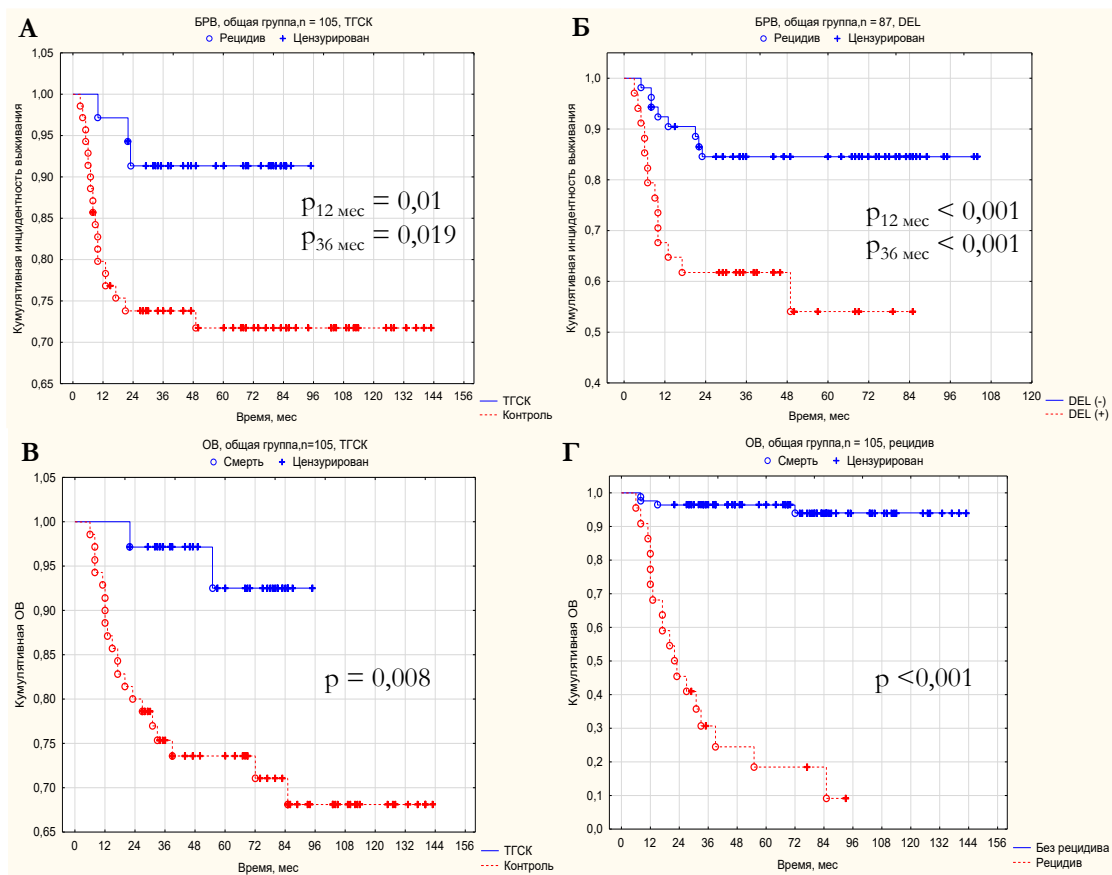 А
БРВ, общая группа,n = 105, ТГСК
Рецидив Цензурирован
Кумулятивная инцидентность выживания
1,05
1,00
0,95
0,90
0,85
0,80
0,75
0,70
0,65
p12 мес = 0,01
p36 мес = 0,019
0 12 24 36 48 60 72 84 96 108 120 132 144 156
Время, мес
ТГСК
Контроль
Б
БРВ, общая группа,n = 87, DEL
Рецидив Цензурирован
Кумулятивная инцидентность выживания
1,0
0,9
0,8
0,7
0,6
0,5
0,4
p12 мес < 0,001
p36 мес < 0,001
0 12 24 36 48 60 72 84 96 108 120
Время, мес
DEL (-)
DEL (+)
В
ОВ, общая группа,n=105, ТГСК
Смерть Цензурирован
Кумулятивная ОВ
1,05
1,00
0,95
0,90
0,85
0,80
0,75
0,70
0,65
p = 0,008
0 12 24 36 48 60 72 84 96 108 120 132 144 156
Время, мес
ТГСК
Контроль
Г
ОВ, общая группа,n = 105, рецидив
Смерть Цензурирован
Кумулятивная ОВ
1,0
0,9
0,8
0,7
0,6
0,5
0,4
0,3
0,2
0,1
0,0
p <0,001
0 12 24 36 48 60 72 84 96 108 120 132 144 156
Время, мес
Без рецидива
Рецидив